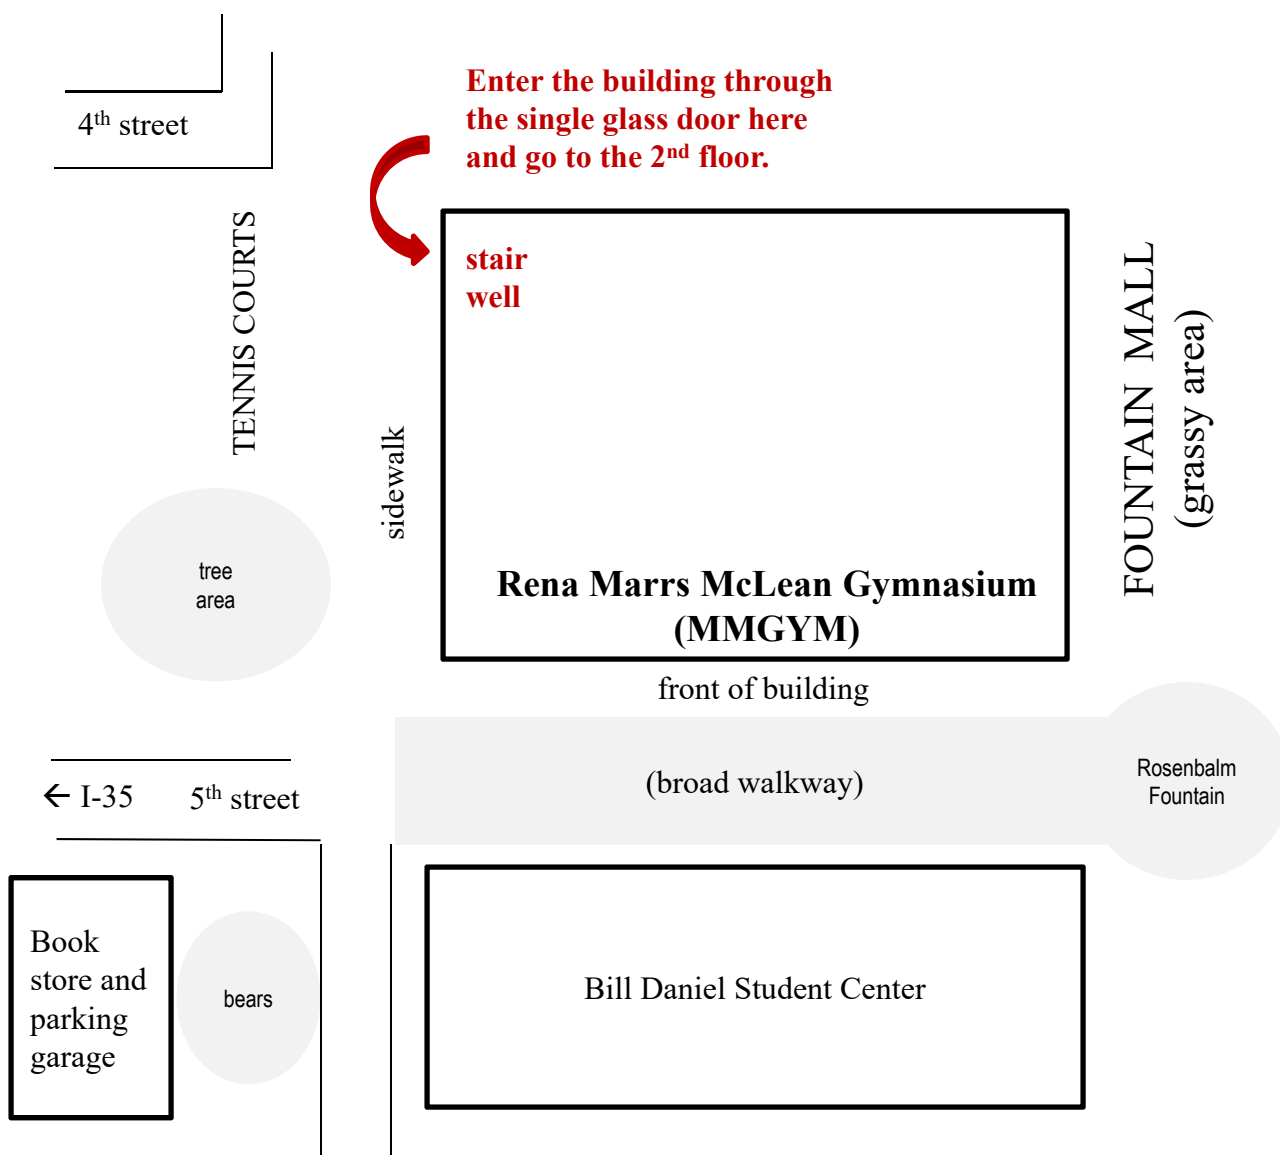 Enter the building through
the single glass door here
and go to the 2nd floor.
4th street
stair
well
TENNIS COURTS
sidewalk
FOUNTAIN MALL
(grassy area)
tree
area
Rena Marrs McLean Gymnasium
(MMGYM)
front of building
(broad walkway)
Rosenbalm
Fountain
← I-35
5th street
Book
store and
parking
garage
bears
Bill Daniel Student Center